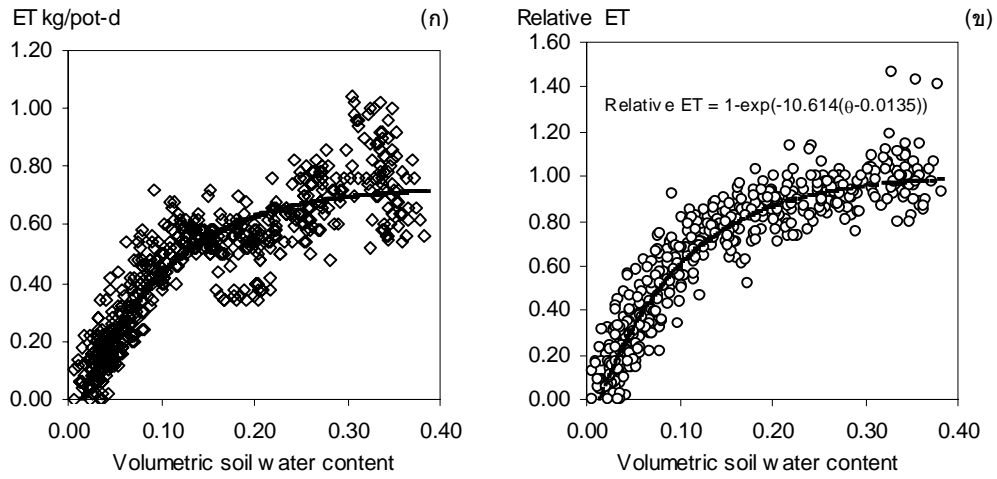 ET kg/pot-d
(ก)
1.20
1.00
0.80
0.60
0.40
0.20
0.00
0.00 0.10 0.20 0.30 0.40
Volumetric soil water content
Relative ET
(ข)
1.60
1.40
Relative ET = 1-exp(-10.614(θ-0.0135))
1.20
1.00
0.80
0.60
0.40
0.20
0.00
0.00 0.10 0.20 0.30 0.40
Volumetric soil water content